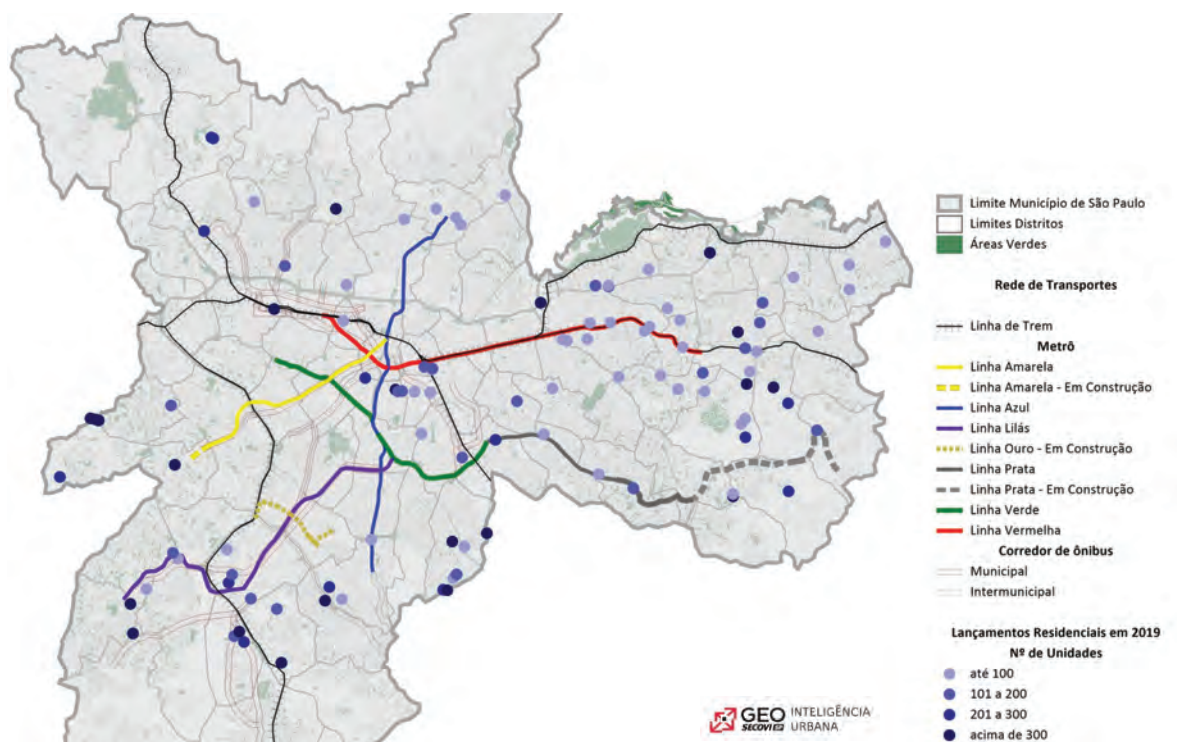 Limite Município de São Paulo
Limites Distritos
Áreas Verdes
Rede de Transportes
Linha de Trem
Metrô
Linha Amarela
Linha Amarela - Em Construção
Linha Azul
Linha Lilás
Linha Ouro - Em Construção
Linha Prata
Linha Prata - Em Construção
Linha Verde
Linha Vermelha
Corredor de ônibus
Municipal
Intermunicipal
Lançamentos Residenciais em 2019
Nº de Unidades
até 100
101 a 200
201 a 300
acima de 300
GEO
SECOVI SP
INTELIGÊNCIA
URBANA